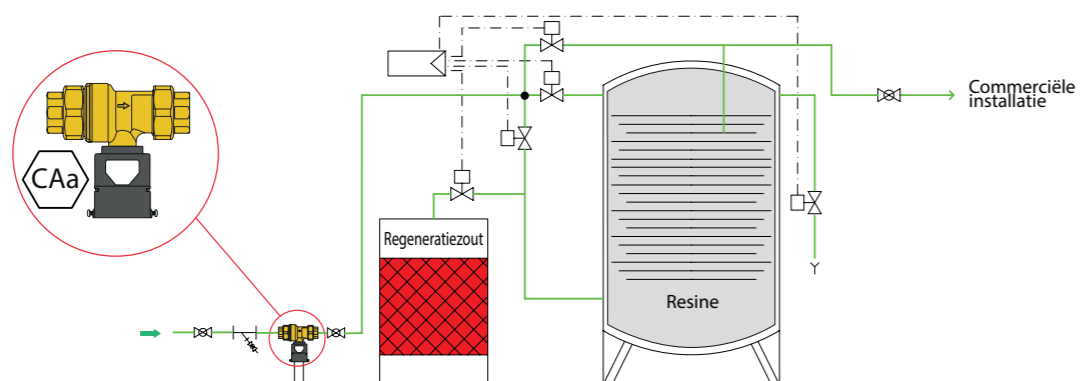 CAa
Regeneratiezout
Resine
Commerciële
installatie